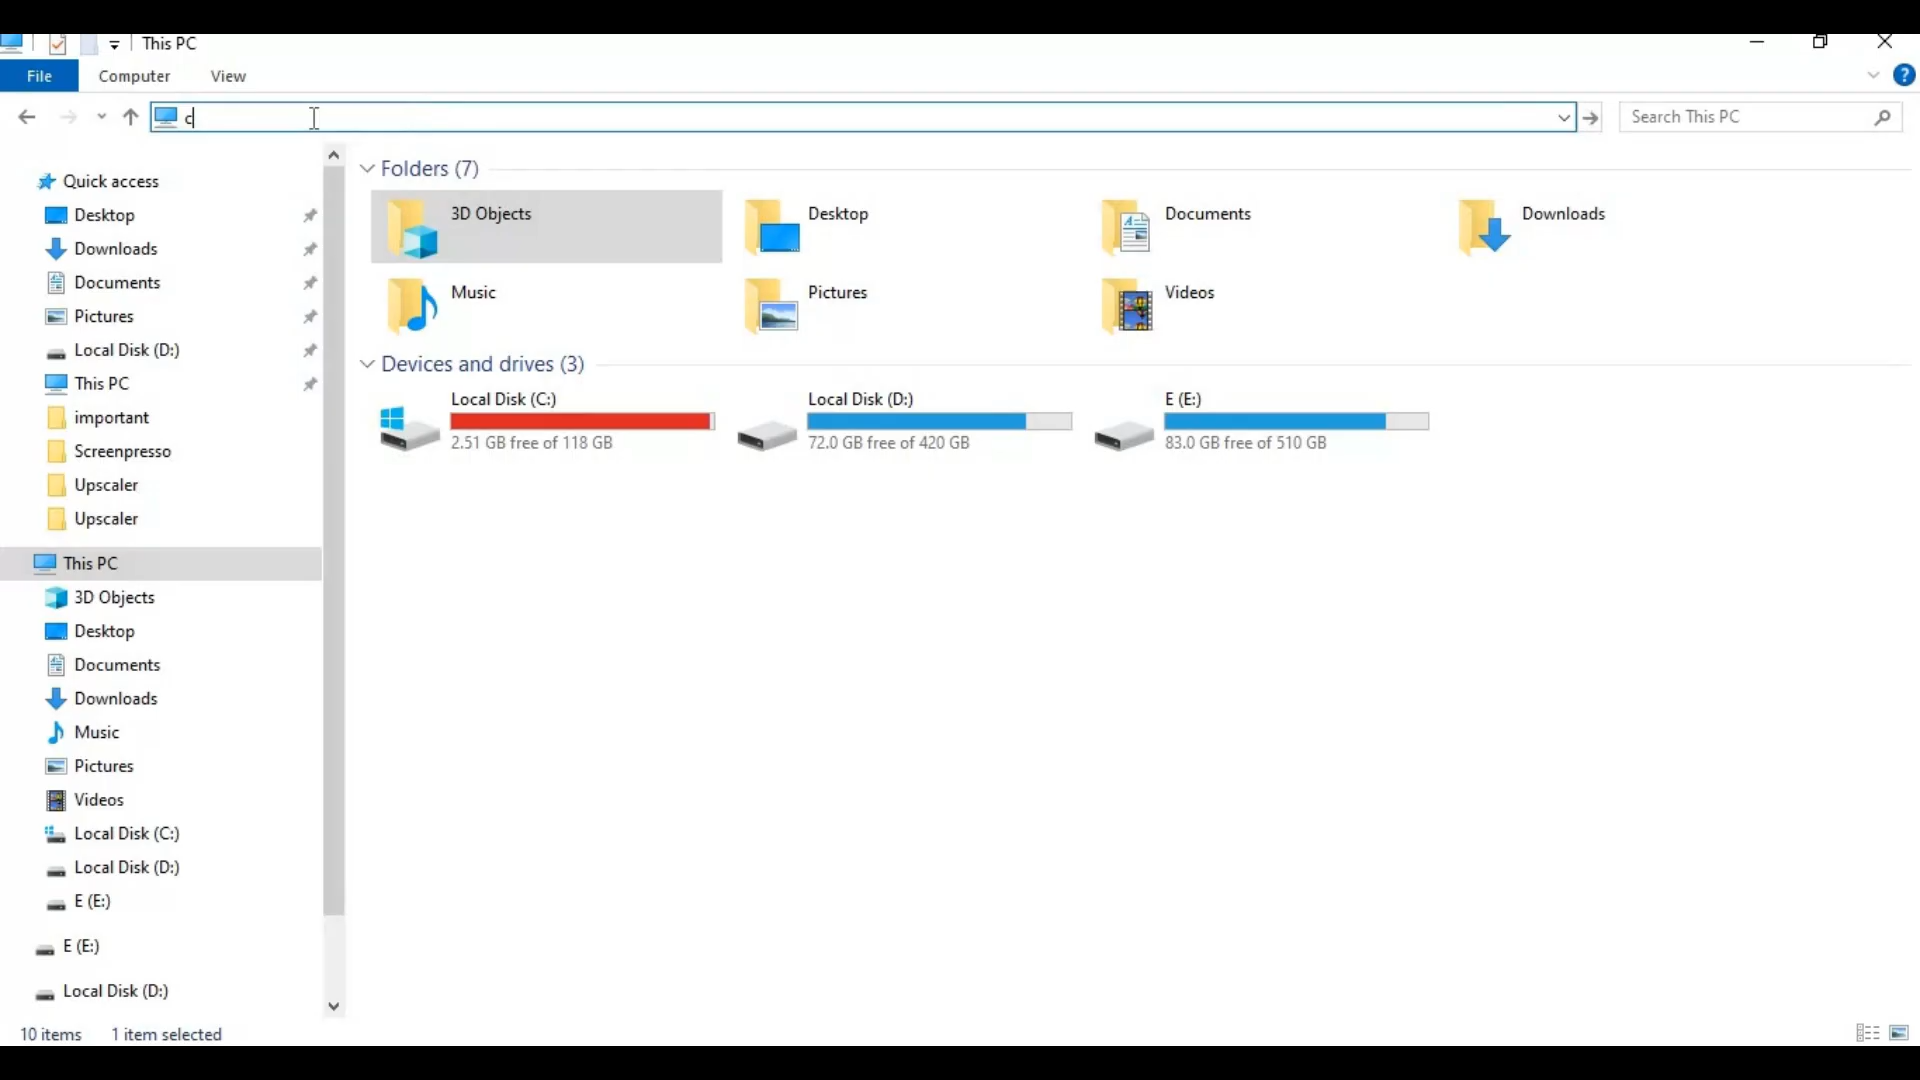 This PC
File
Computer
View
?
c
Search This PC
Quick access
Desktop
Downloads
Documents
Pictures
Local Disk (D:)
This PC
important
Screenpresso
Upscaler
Upscaler
This PC
3D Objects
Desktop
Documents
Downloads
Music
Pictures
Videos
Local Disk (C:)
Local Disk (D:)
E (E:)
E (E:)
Local Disk (D:)
Folders (7)
3D Objects
Desktop
Documents
Downloads
Music
Pictures
Videos
Devices and drives (3)
Local Disk (C:)
2.51 GB free of 118 GB
Local Disk (D:)
72.0 GB free of 420 GB
E (E:)
83.0 GB free of 510 GB
10 items
1 item selected